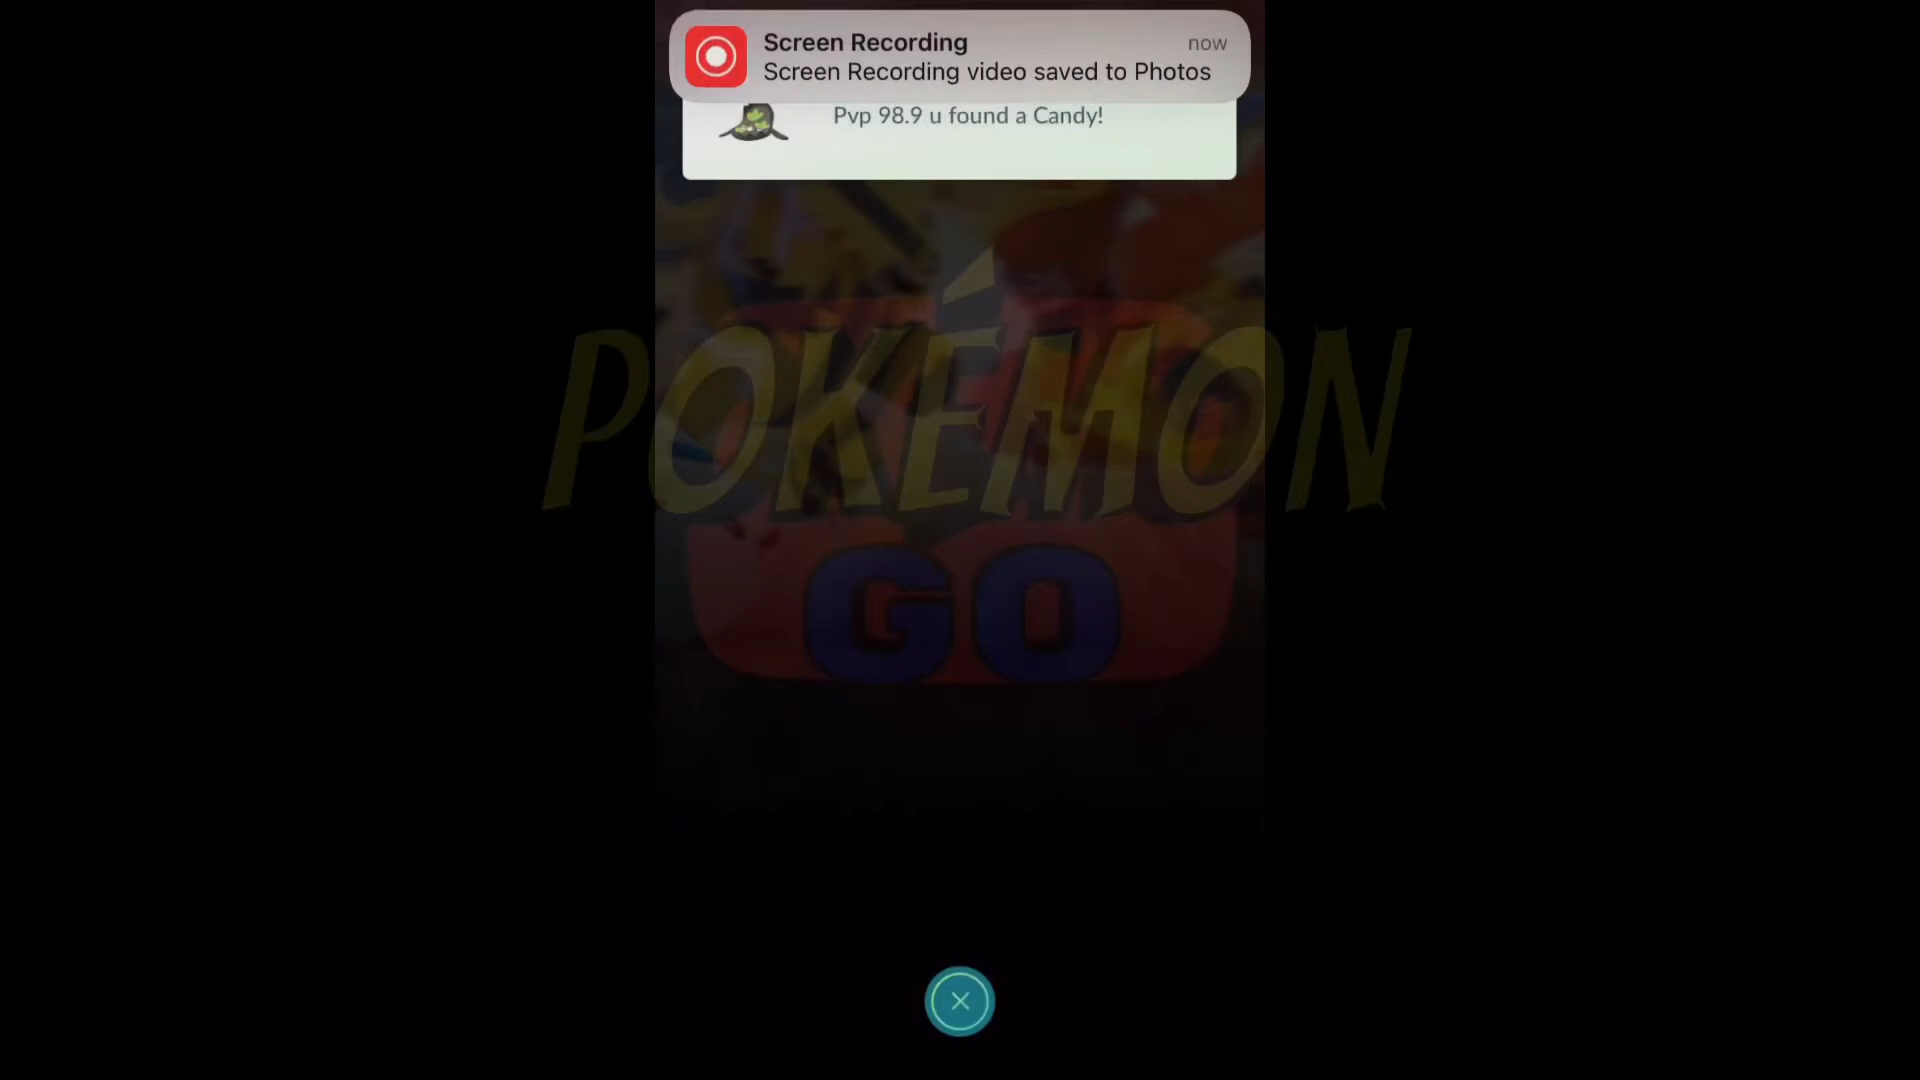 Screen Recording
now
Screen Recording video saved to Photos
Pvp 98.9 u found a Candy!
POKÉMON
GO